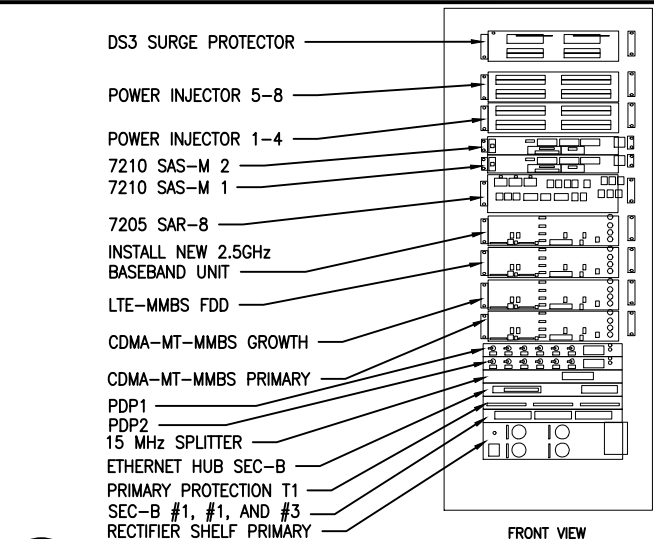 DS3 SURGE PROTECTOR
POWER INJECTOR 5-8
POWER INJECTOR 1-4
7210 SAS-M 2
7210 SAS-M 1
7205 SAR-8
INSTALL NEW 2.5GHz
BASEBAND UNIT
LTE-MMBS FDD
CDMA-MT-MMBS GROWTH
CDMA-MT-MMBS PRIMARY
PDP1
PDP2
15 MHz SPLITTER
ETHERNET HUB SEC-B
PRIMARY PROTECTION T1
SEC-B #1, #1, AND #3
RECTIFIER SHELF PRIMARY
FRONT VIEW